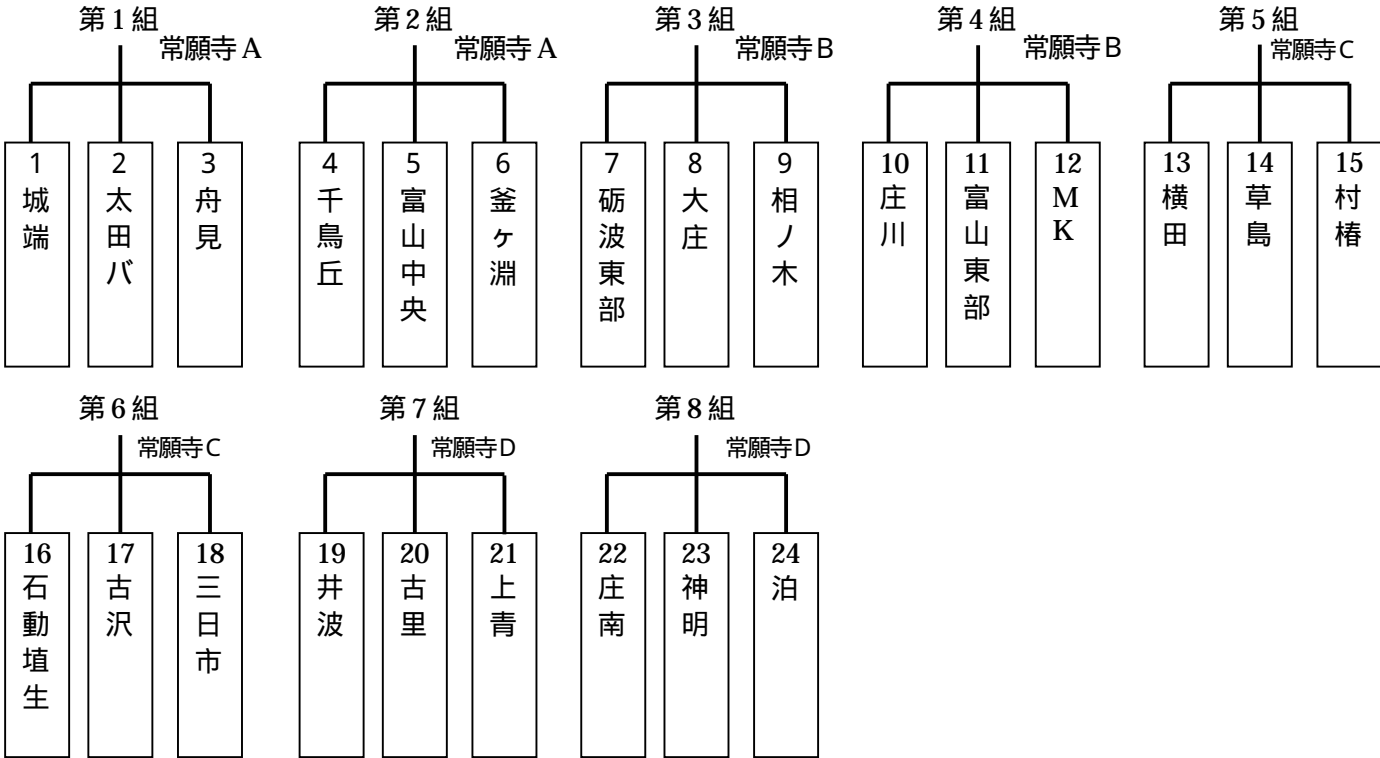 第1組
常願寺A
1
城端
2
太田バ
3
舟見
第2組
常願寺A
4
千鳥丘
5
富山中央
6
釜ヶ淵
第3組
常願寺B
7
砺波東部
8
大庄
9
相ノ木
第4組
常願寺B
10
庄川
11
富山東部
12
MK
第5組
常願寺C
13
横田
14
草島
15
村椿
第6組
常願寺C
16
石動埴生
17
古沢
18
三日市
第7組
常願寺D
19
井波
20
古里
21
上青
第8組
常願寺D
22
庄南
23
神明
24
泊